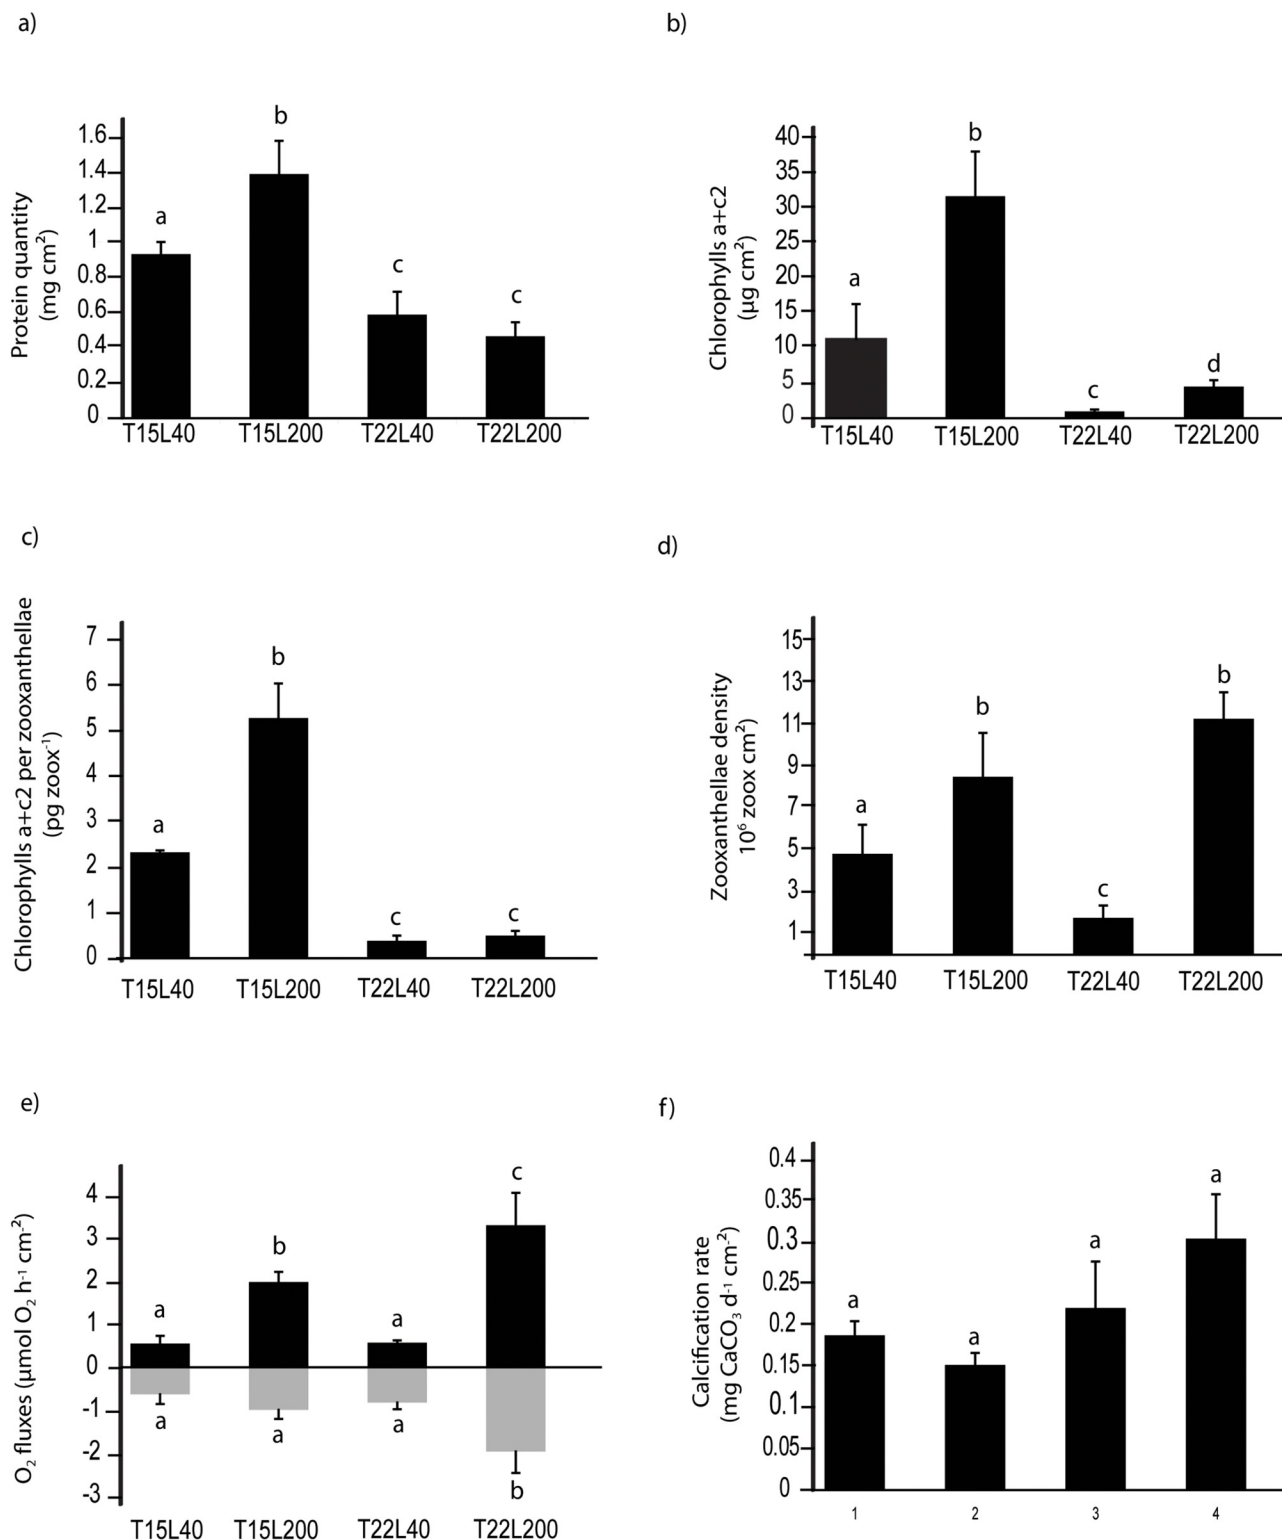 a)
Protein quantity
(mg cm²)
1.6
1.4
1.2
1
0.8
0.6
0.4
0.2
0
a
b
c
c
T15L40 T15L200 T22L40 T22L200
b)
Chlorophylls a+c2
(µg cm²)
40
35
30
25
20
15
10
5
0
a
b
c
d
T15L40 T15L200 T22L40 T22L200
c)
Chlorophylls a+c2 per zooxanthellae
(pg zoox⁻¹)
7
6
5
4
3
2
1
0
a
b
c
c
T15L40 T15L200 T22L40 T22L200
d)
Zooxanthellae density
10⁶ zoox cm²)
15
13
11
9
7
5
3
1
a
b
c
b
T15L40 T15L200 T22L40 T22L200
e)
O₂ fluxes (µmol O₂ h⁻¹ cm⁻²)
4
3
2
1
0
-1
-2
-3
a
b
a
c
a
a
a
b
T15L40 T15L200 T22L40 T22L200
f)
Calcification rate
(mg CaCO₃ d⁻¹ cm⁻²)
0.4
0.35
0.3
0.25
0.2
0.15
0.1
0.05
0
a
a
a
a
1 2 3 4